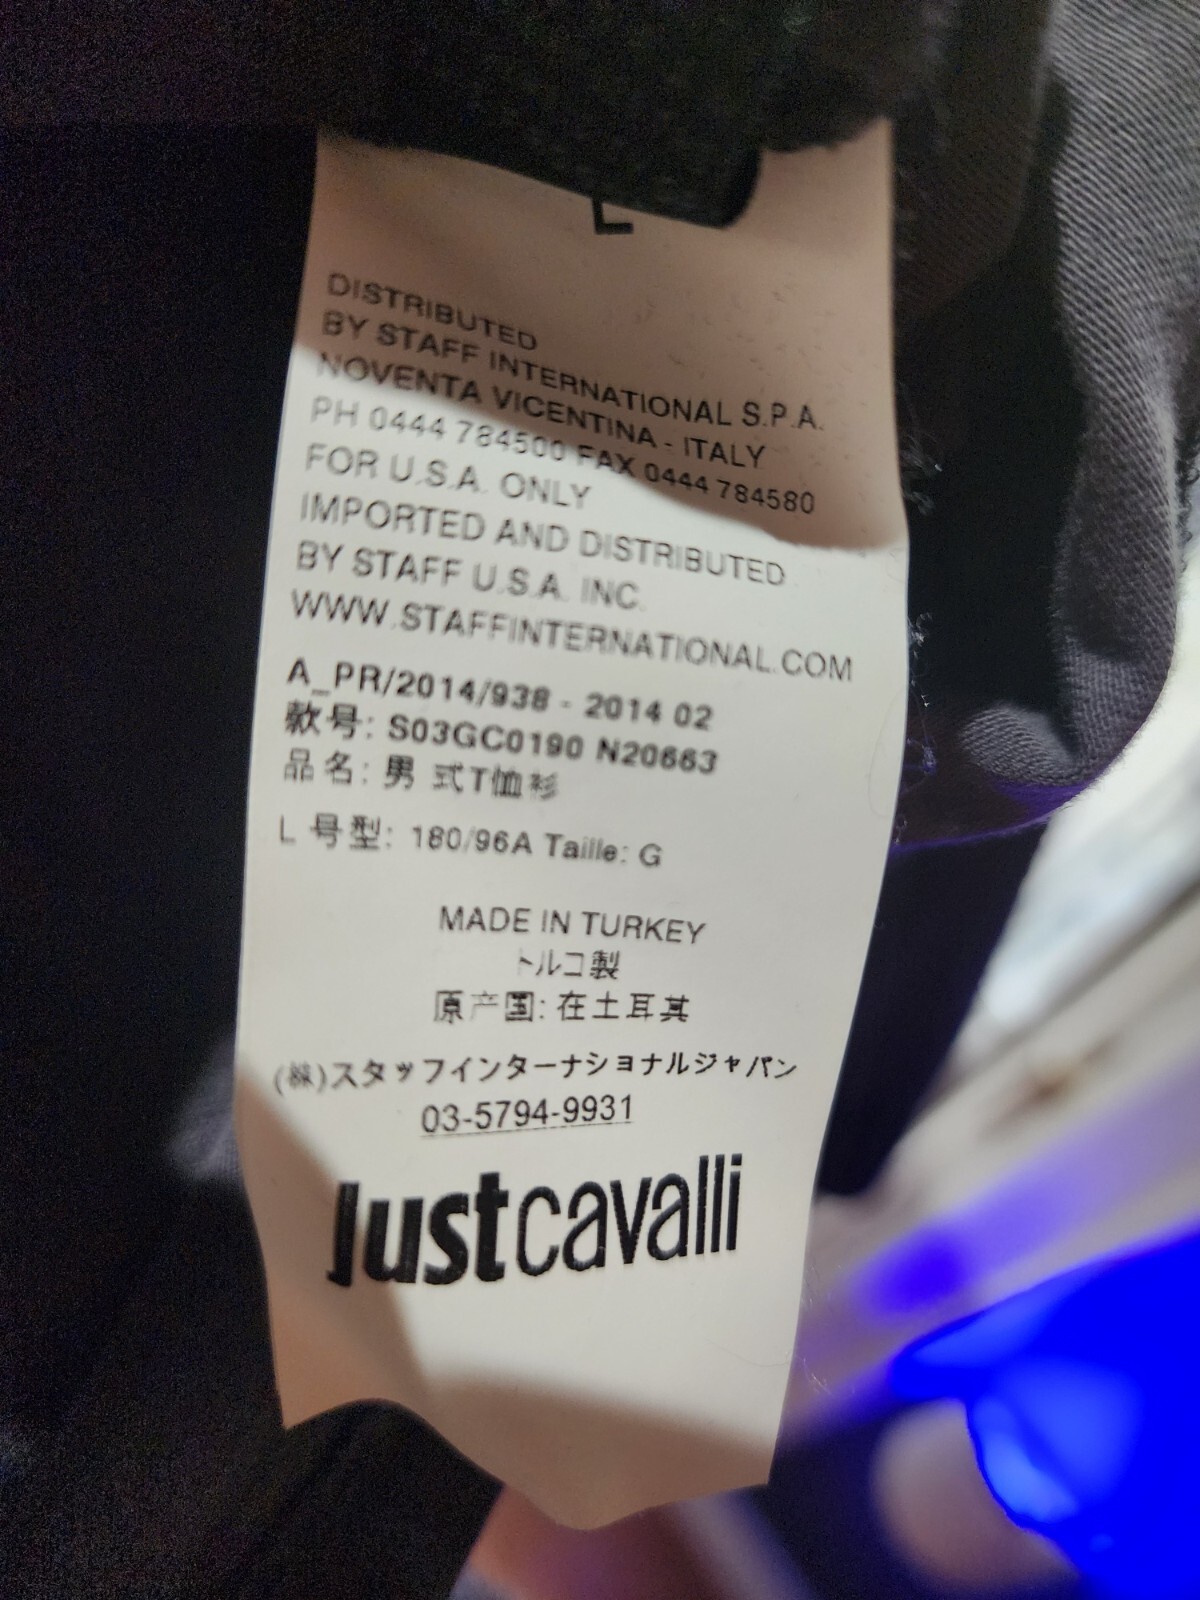 L
DISTRIBUTED
BY STAFF INTERNATIONAL S.P.A.
NOVENTA VICENTINA - ITALY
PH 0444 784500 FAX 0444 784580
FOR U.S.A. ONLY
IMPORTED AND DISTRIBUTED
BY STAFF U.S.A. INC.
WWW.STAFFINTERNATIONAL.COM
A_PR/2014/938 - 2014 02
款号: S03GC0190 N20663
品名: 男 式T恤衫
L 号型: 180/96A Taille: G
MADE IN TURKEY
トルコ製
原产国: 在土耳其
(株)スタッフインターナショナルジャパン
03-5794-9931
Just cavalli